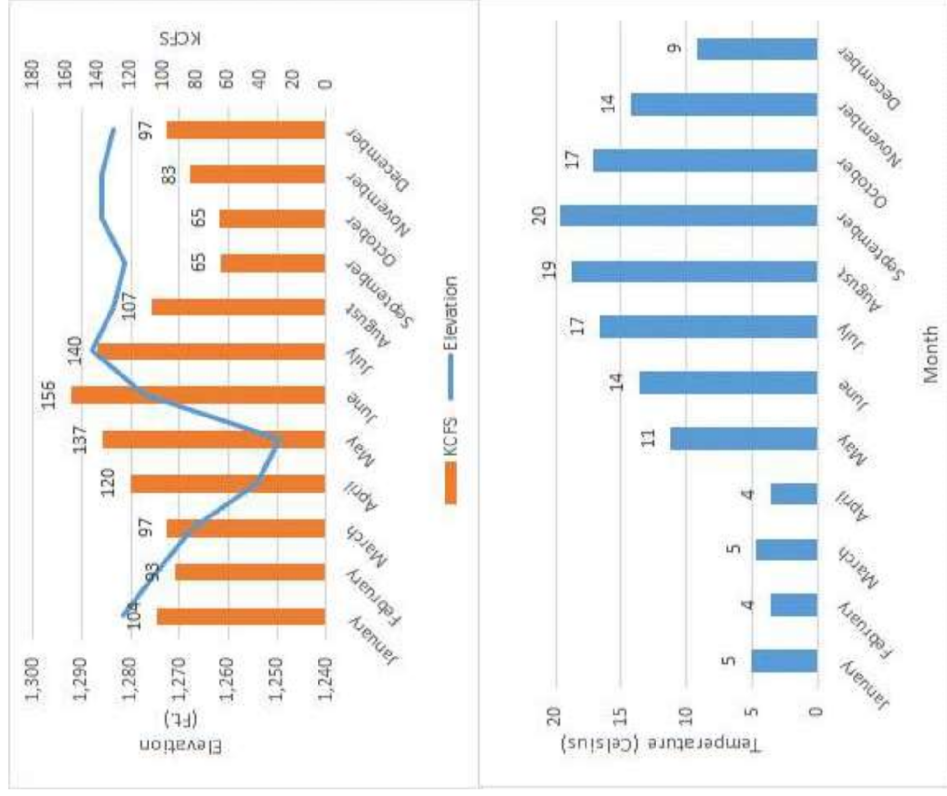 KCFS
180
160
140
120
100
80
60
40
20
0
1,300
1,290
1,280
1,270
1,260
1,250
1,240
Elevation
(Ft.)
104
93
97
120
137
156
140
107
65
65
83
97
January
February
March
April
May
June
July
August
September
October
November
December
KCFS
Elevation
20
15
10
5
0
Temperature (Celsius)
5
4
5
4
11
14
17
19
20
17
14
9
January
February
March
April
May
June
July
August
September
October
November
December
Month